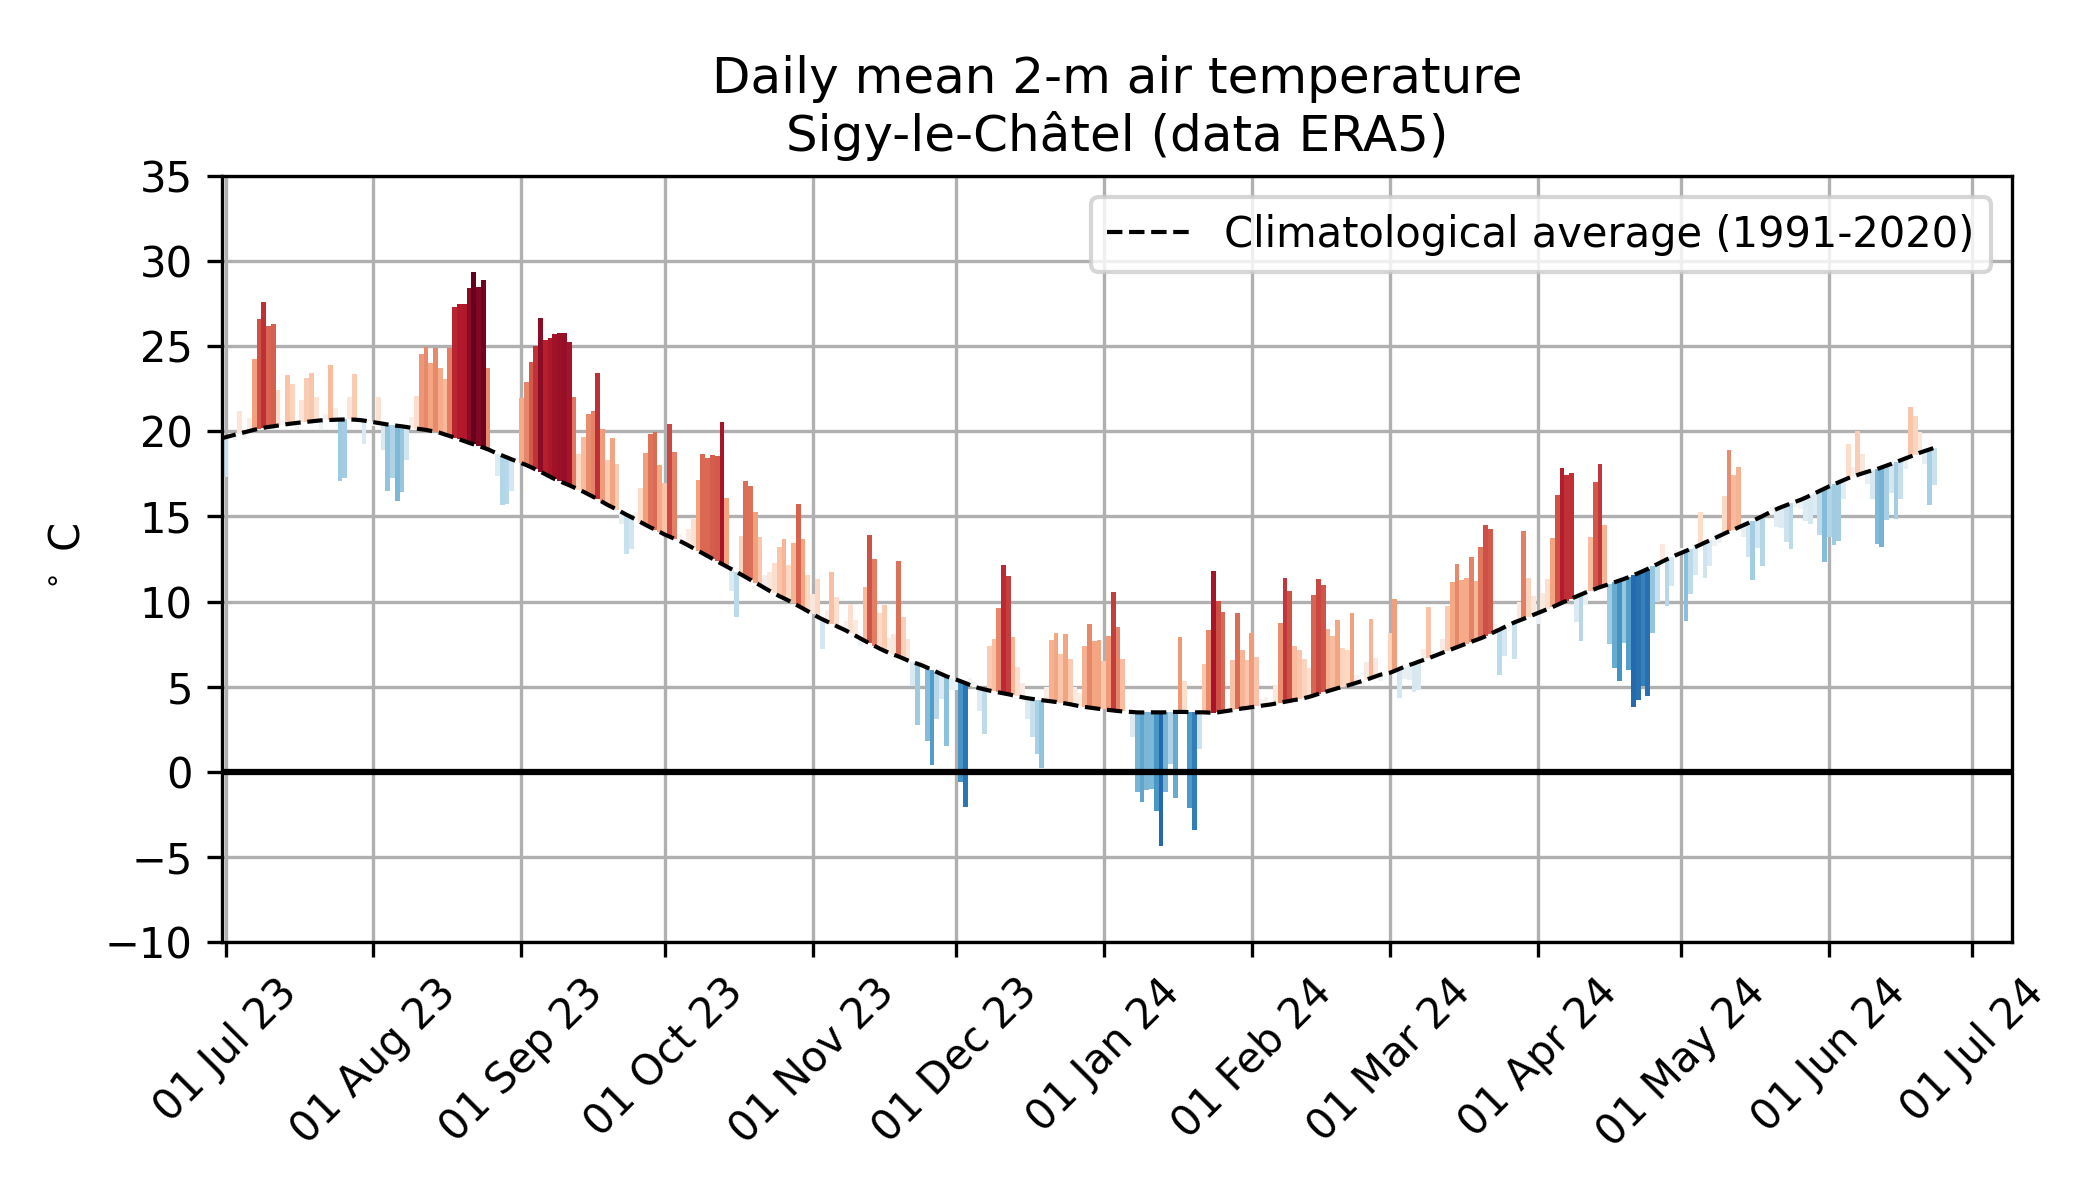 Daily mean 2-m air temperature
Sigy-le-Châtel (data ERA5)
Climatological average (1991-2020)
35
30
25
20
15
10
5
0
−5
−10
° C
01 Jul 23
01 Aug 23
01 Sep 23
01 Oct 23
01 Nov 23
01 Dec 23
01 Jan 24
01 Feb 24
01 Mar 24
01 Apr 24
01 May 24
01 Jun 24
01 Jul 24